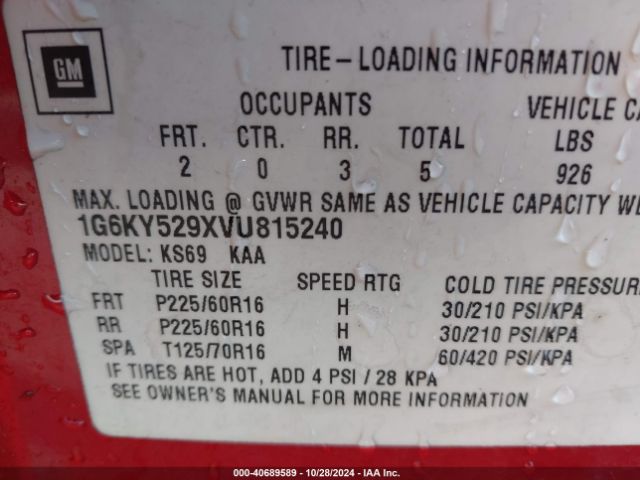 GM
TIRE-LOADING INFORMATION
OCCUPANTS VEHICLE
FRT. CTR. RR. TOTAL LBS
2 0 3 5 926
MAX. LOADING @ GVWR SAME AS VEHICLE CAPACITY
1G6KY529XVU815240
MODEL: KS69 KAA
TIRE SIZE SPEED RTG COLD TIRE
FRT P225/60R16 H 30/210 PSI/KPA
RR P225/60R16 H 30/210 PSI/KPA
SPA T125/70R16 M 60/420 PSI/KPA
IF TIRES ARE HOT, ADD 4 PSI / 28 KPA
SEE OWNER'S MANUAL FOR MORE INFORMATION
000-40689589 - 10/28/2024 - IAA Inc.